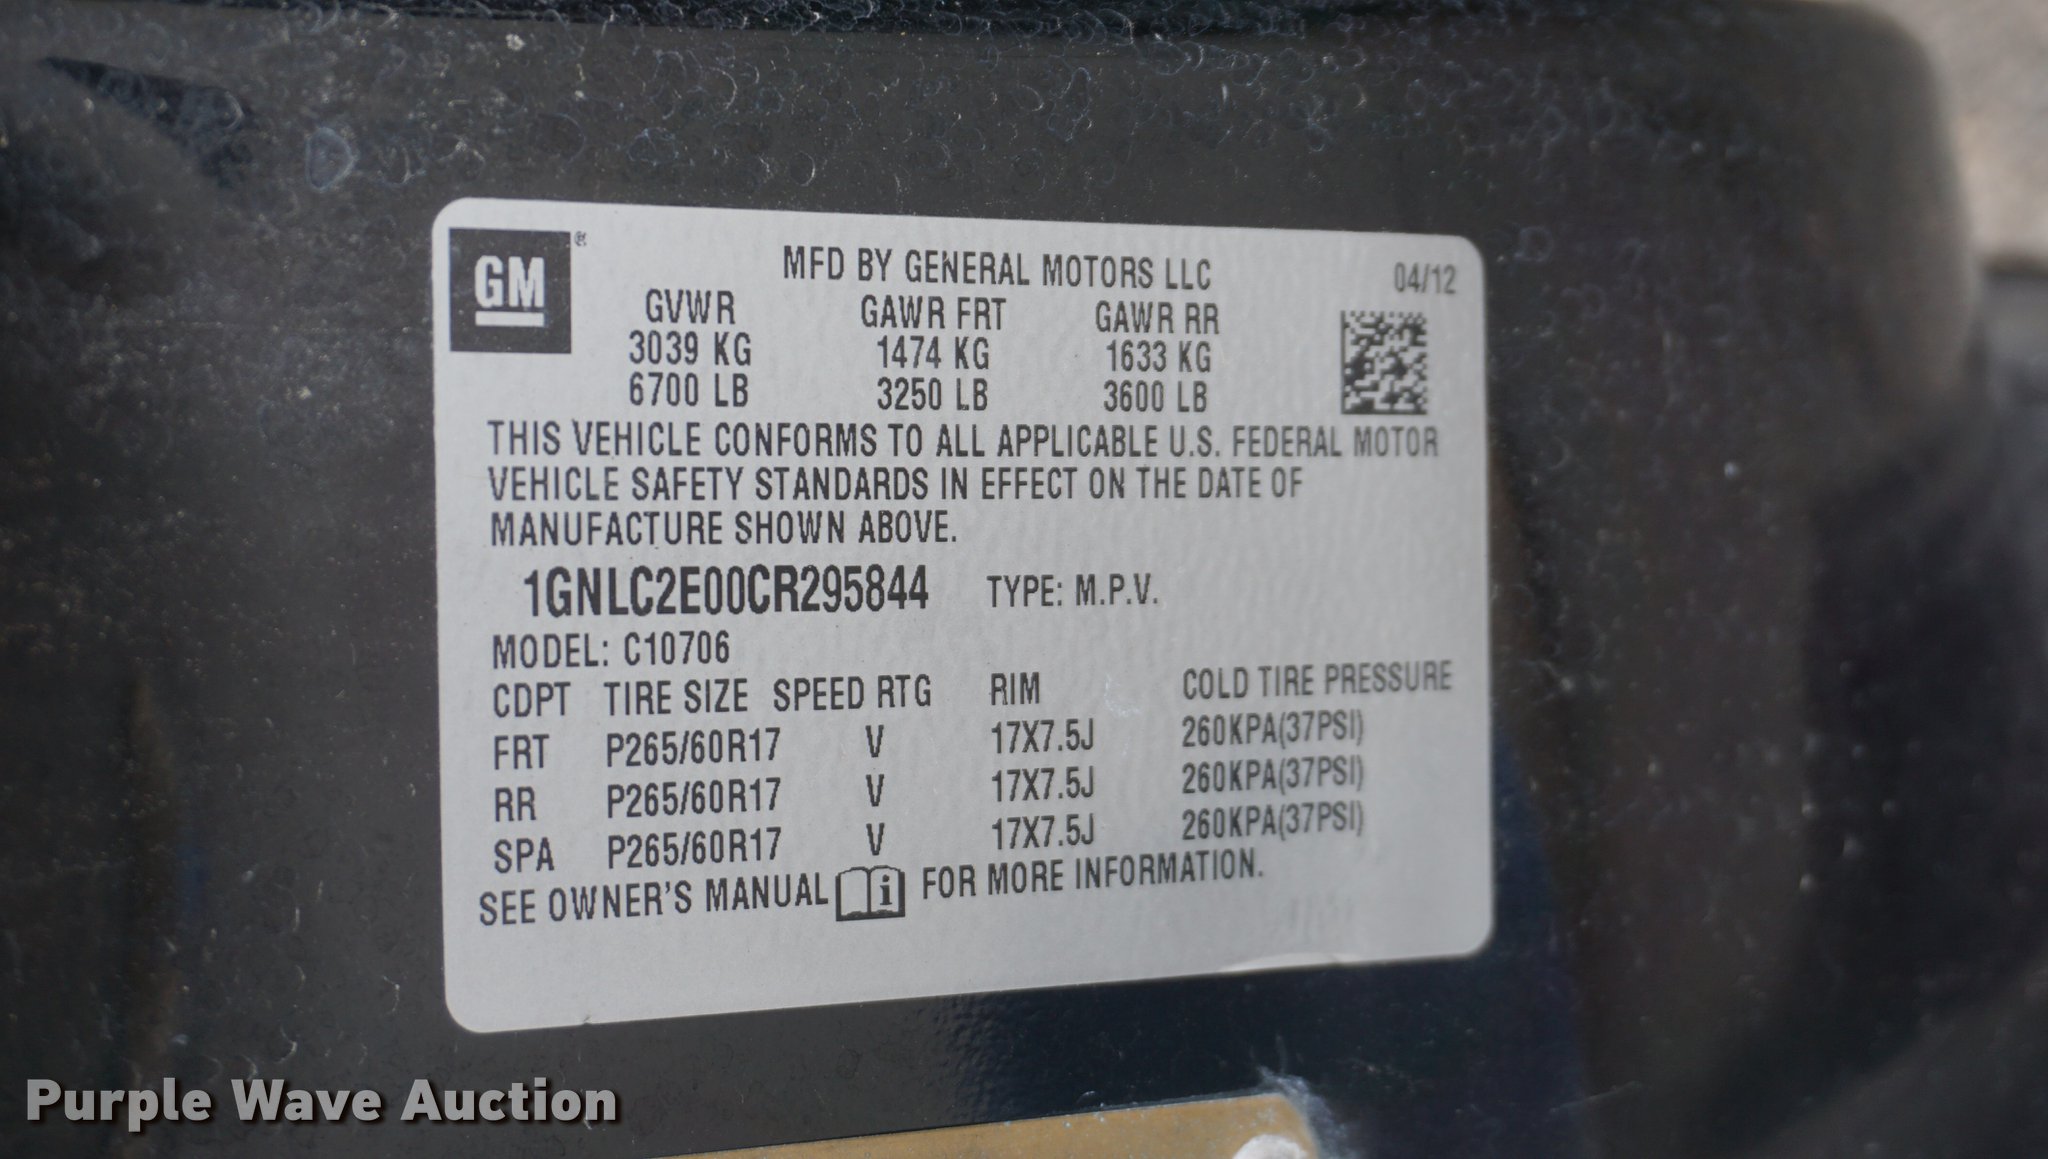 GM®
MFD BY GENERAL MOTORS LLC 04/12
GVWR GAWR FRT GAWR RR
3039 KG 1474 KG 1633 KG
6700 LB 3250 LB 3600 LB
THIS VEHICLE CONFORMS TO ALL APPLICABLE U.S. FEDERAL MOTOR
VEHICLE SAFETY STANDARDS IN EFFECT ON THE DATE OF
MANUFACTURE SHOWN ABOVE.
1GNLC2E00CR295844 TYPE: M.P.V.
MODEL: C10706
CDPT TIRE SIZE SPEED RTG RIM COLD TIRE PRESSURE
FRT P265/60R17 V 17X7.5J 260KPA(37PSI)
RR P265/60R17 V 17X7.5J 260KPA(37PSI)
SPA P265/60R17 V 17X7.5J 260KPA(37PSI)
SEE OWNER'S MANUAL i FOR MORE INFORMATION.
Purple Wave Auction